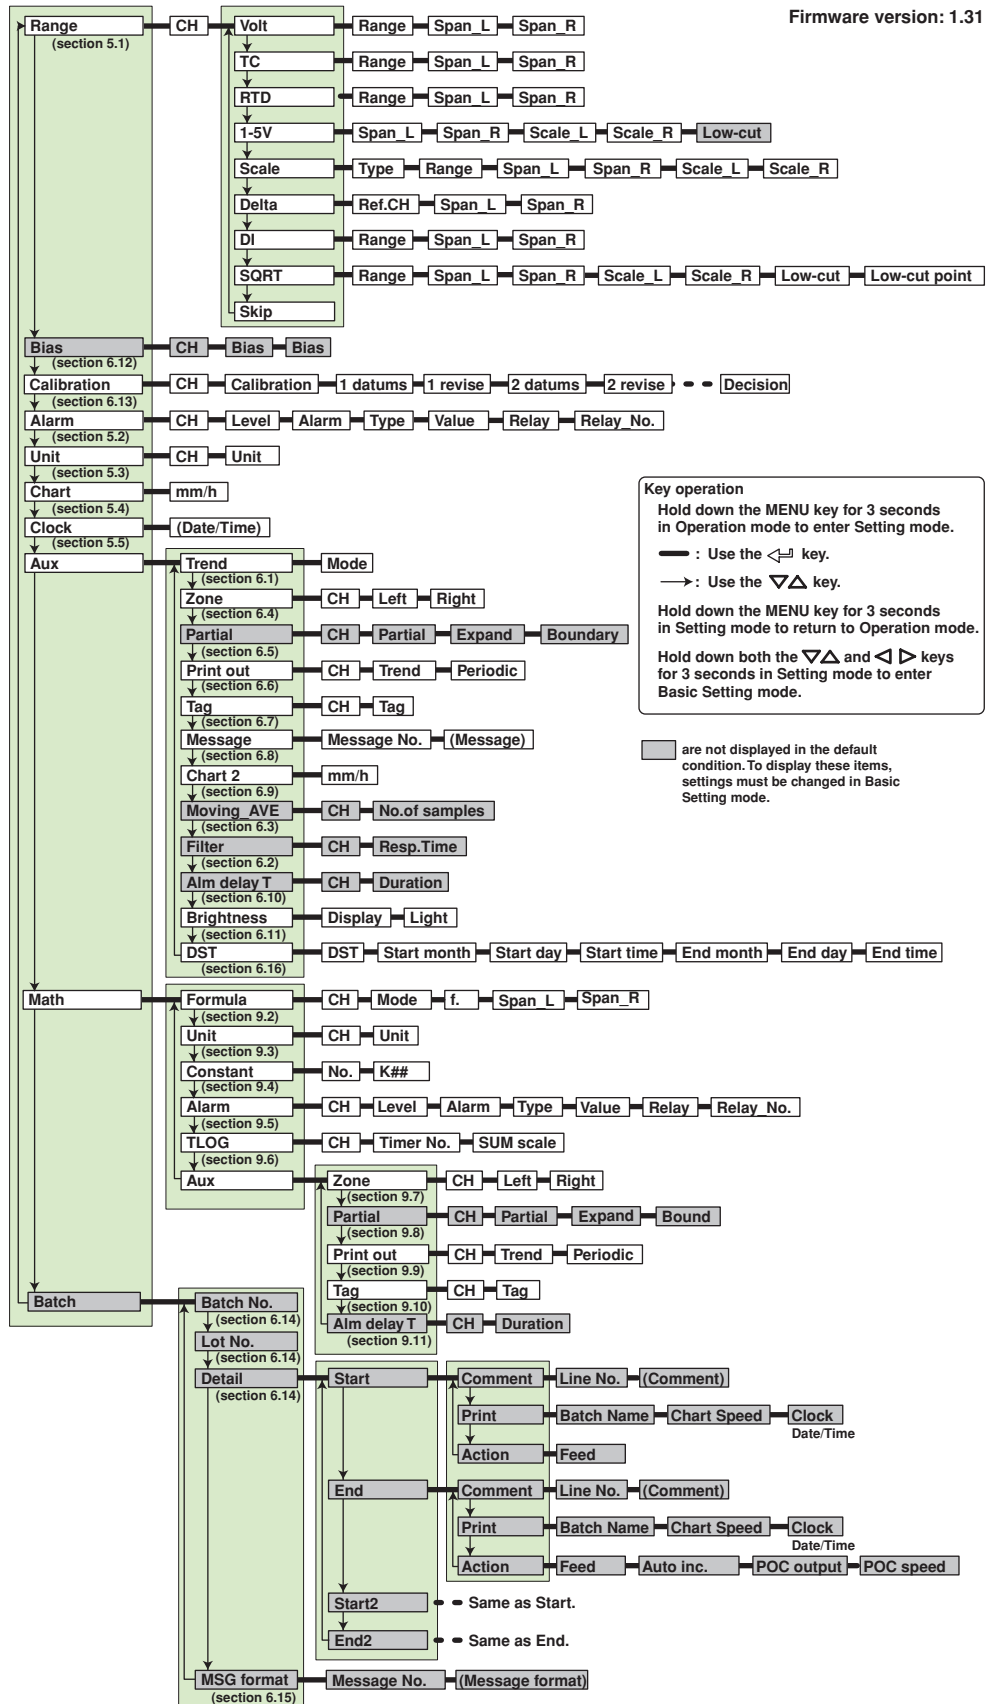 Firmware version: 1.31
Range CH Volt Range Span_L Span_R
(section 5.1)
TC Range Span_L Span_R
RTD Range Span_L Span_R
1-5V Span_L Span_R Scale_L Scale_R Low-cut
Scale Type Range Span_L Span_R Scale_L Scale_R
Delta Ref.CH Span_L Span_R
DI Range Span_L Span_R
SQRT Range Span_L Span_R Scale_L Scale_R Low-cut Low-cut point
Skip
Bias CH Bias Bias
(section 6.12)
Calibration CH Calibration 1 datums 1 revise 2 datums 2 revise Decision
(section 6.13)
Alarm CH Level Alarm Type Value Relay Relay_No.
(section 5.2)
Unit CH Unit
(section 5.3)
Chart mm/h
(section 5.4)
Clock (Date/Time)
(section 5.5)
Aux Trend Mode
(section 6.1)
Zone CH Left Right
(section 6.4)
Partial CH Partial Expand Boundary
(section 6.5)
Print out CH Trend Periodic
(section 6.6)
Tag CH Tag
(section 6.7)
Message Message No. (Message)
(section 6.8)
Chart 2 mm/h
(section 6.9)
Moving_AVE CH No.of samples
(section 6.3)
Filter CH Resp.Time
(section 6.2)
Alm delay T CH Duration
(section 6.10)
Brightness Display Light
(section 6.11)
DST DST Start month Start day Start time End month End day End time
(section 6.16)
Key operation
Hold down the MENU key for 3 seconds
in Operation mode to enter Setting mode.
: Use the key.
: Use the ▽△ key.
Hold down the MENU key for 3 seconds
in Setting mode to return to Operation mode.
Hold down both the ▽△ and ◁ ▷ keys
for 3 seconds in Setting mode to enter
Basic Setting mode.
are not displayed in the default
condition. To display these items,
settings must be changed in Basic
Setting mode.
Math Formula CH Mode f. Span_L Span_R
(section 9.2)
Unit CH Unit
(section 9.3)
Constant No. K##
(section 9.4)
Alarm CH Level Alarm Type Value Relay Relay_No.
(section 9.5)
TLOG CH Timer No. SUM scale
(section 9.6)
Aux Zone CH Left Right
(section 9.7)
Partial CH Partial Expand Bound
(section 9.8)
Print out CH Trend Periodic
(section 9.9)
Tag CH Tag
(section 9.10)
Alm delay T CH Duration
(section 9.11)
Batch Batch No.
(section 6.14)
Lot No.
(section 6.14)
Detail Start Comment Line No. (Comment)
(section 6.14)
Print Batch Name Chart Speed Clock
Date/Time
Action Feed
End Comment Line No. (Comment)
Print Batch Name Chart Speed Clock
Date/Time
Action Feed Auto inc. POC output POC speed
Start2 Same as Start.
End2 Same as End.
MSG format Message No. (Message format)
(section 6.15)